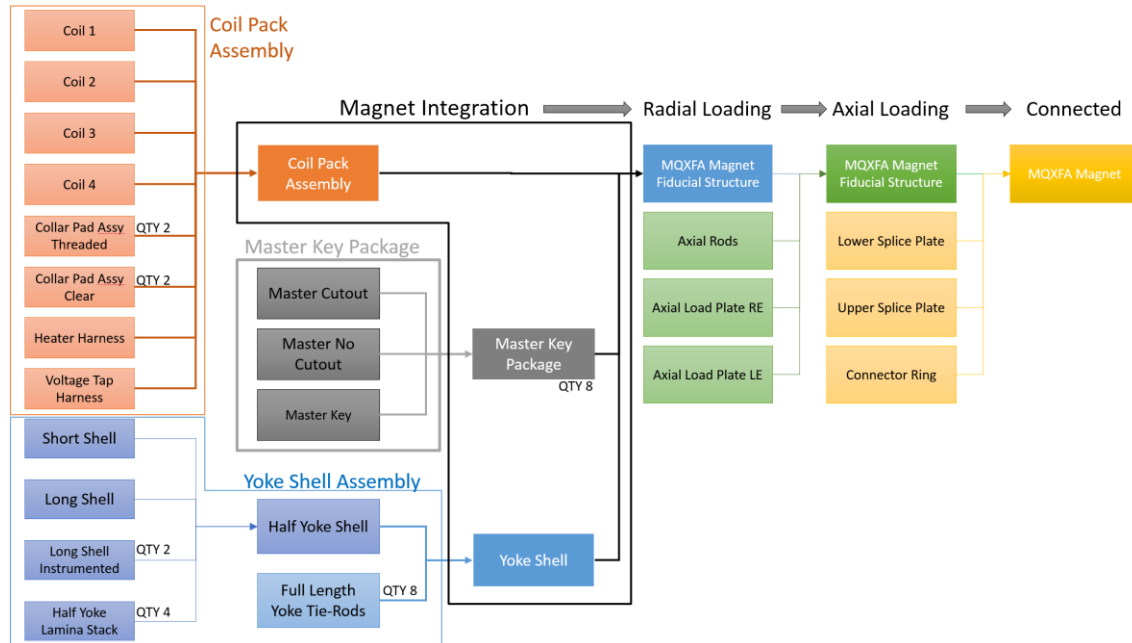 Coil 1
Coil 2
Coil 3
Coil 4
Collar Pad Assy
Threaded
QTY 2
Collar Pad Assy
Clear
QTY 2
Heater Harness
Voltage Tap
Harness
Coil Pack
Assembly
Short Shell
Long Shell
Long Shell
Instrumented
QTY 2
Half Yoke
Lamina Stack
QTY 4
Yoke Shell Assembly
Half Yoke Shell
Full Length
Yoke Tie-Rods
QTY 8
Magnet Integration
Coil Pack
Assembly
Master Key Package
Master Cutout
Master No
Cutout
Master Key
Master Key
Package
QTY 8
Yoke Shell
Radial Loading
MQXFA Magnet
Fiducial Structure
Axial Rods
Axial Load Plate RE
Axial Load Plate LE
Axial Loading
MQXFA Magnet
Fiducial Structure
Lower Splice Plate
Upper Splice Plate
Connector Ring
Connected
MQXFA Magnet